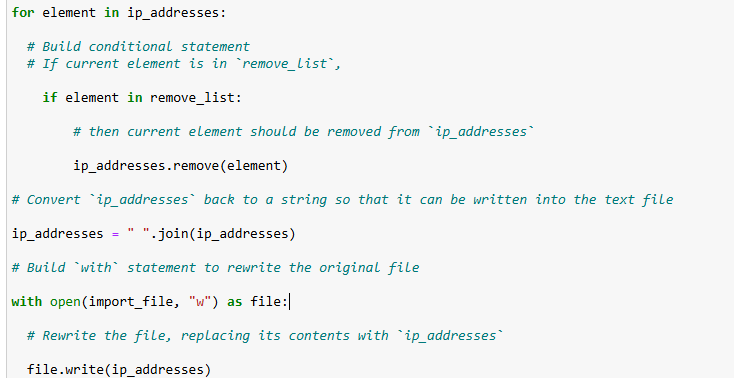 for element in ip_addresses:
# Build conditional statement
# If current element is in `remove_list`,
if element in remove_list:
# then current element should be removed from `ip_addresses`
ip_addresses.remove(element)
# Convert `ip_addresses` back to a string so that it can be written into the text file
ip_addresses = " ".join(ip_addresses)
# Build `with` statement to rewrite the original file
with open(import_file, "w") as file:
# Rewrite the file, replacing its contents with `ip_addresses`
file.write(ip_addresses)